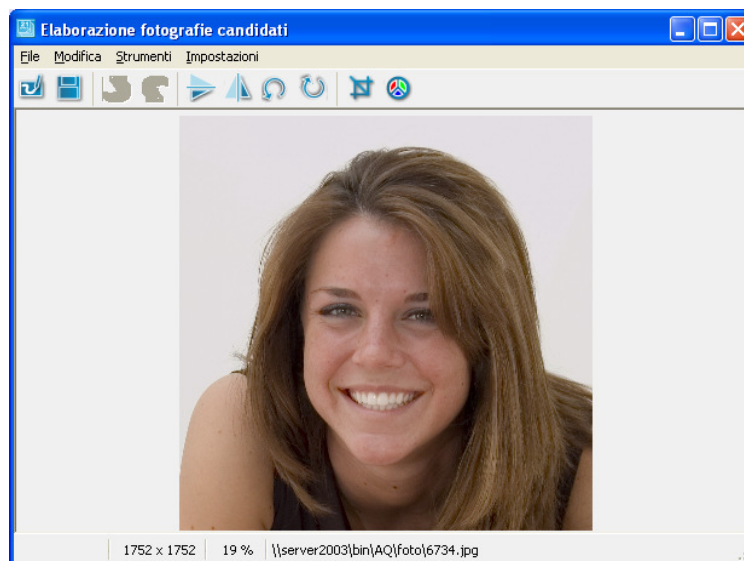 Elaborazione fotografie candidati
File Modifica Strumenti Impostazioni
1752 x 1752 19 % \\server2003\bin\AQ\foto\6734.jpg